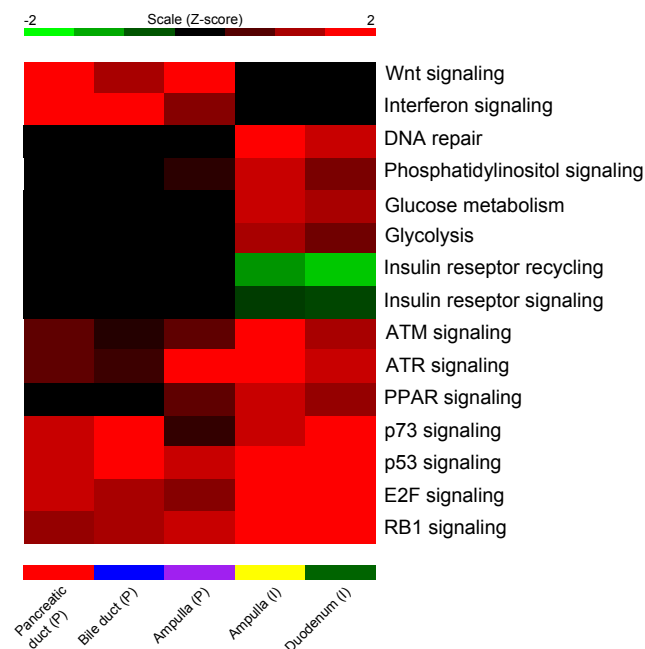 -2 Scale (Z-score) 2
Wnt signaling
Interferon signaling
DNA repair
Phosphatidylinositol signaling
Glucose metabolism
Glycolysis
Insulin reseptor recycling
Insulin reseptor signaling
ATM signaling
ATR signaling
PPAR signaling
p73 signaling
p53 signaling
E2F signaling
RB1 signaling
Pancreatic
duct (P)
Bile duct (P)
Ampulla (P)
Ampulla (I)
Duodenum (I)